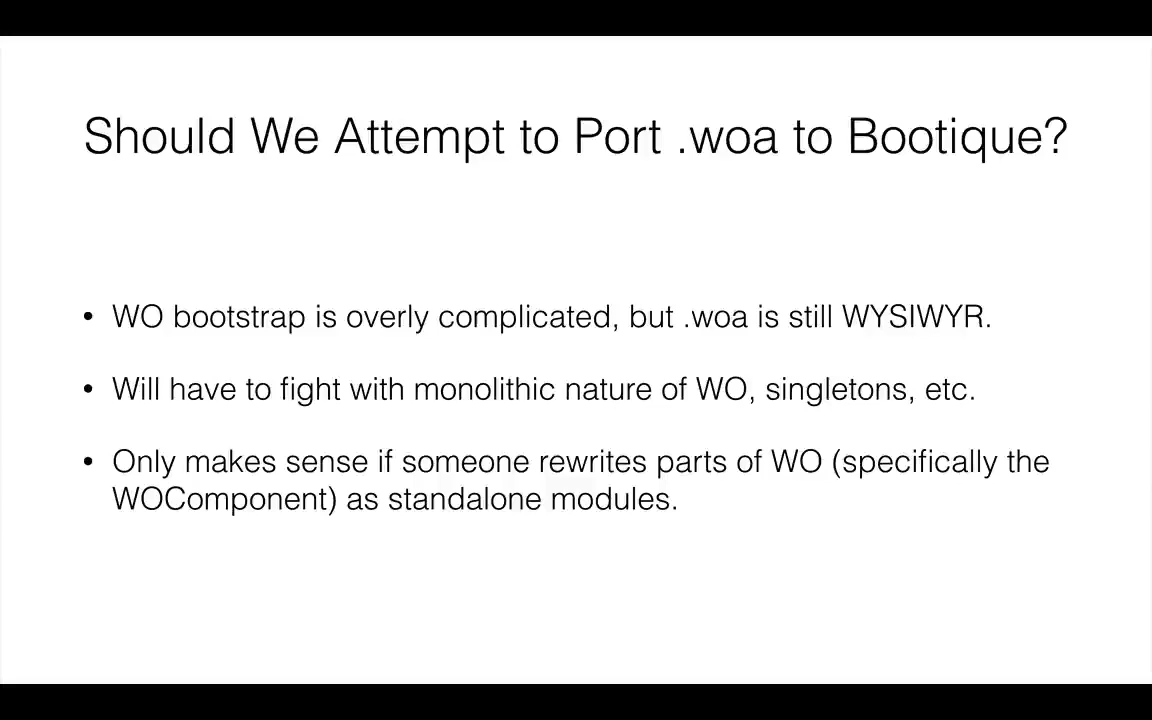 Should We Attempt to Port .woa to Bootique?
• WO bootstrap is overly complicated, but .woa is still WYSIWYR.
• Will have to fight with monolithic nature of WO, singletons, etc.
• Only makes sense if someone rewrites parts of WO (specifically the
WOComponent) as standalone modules.